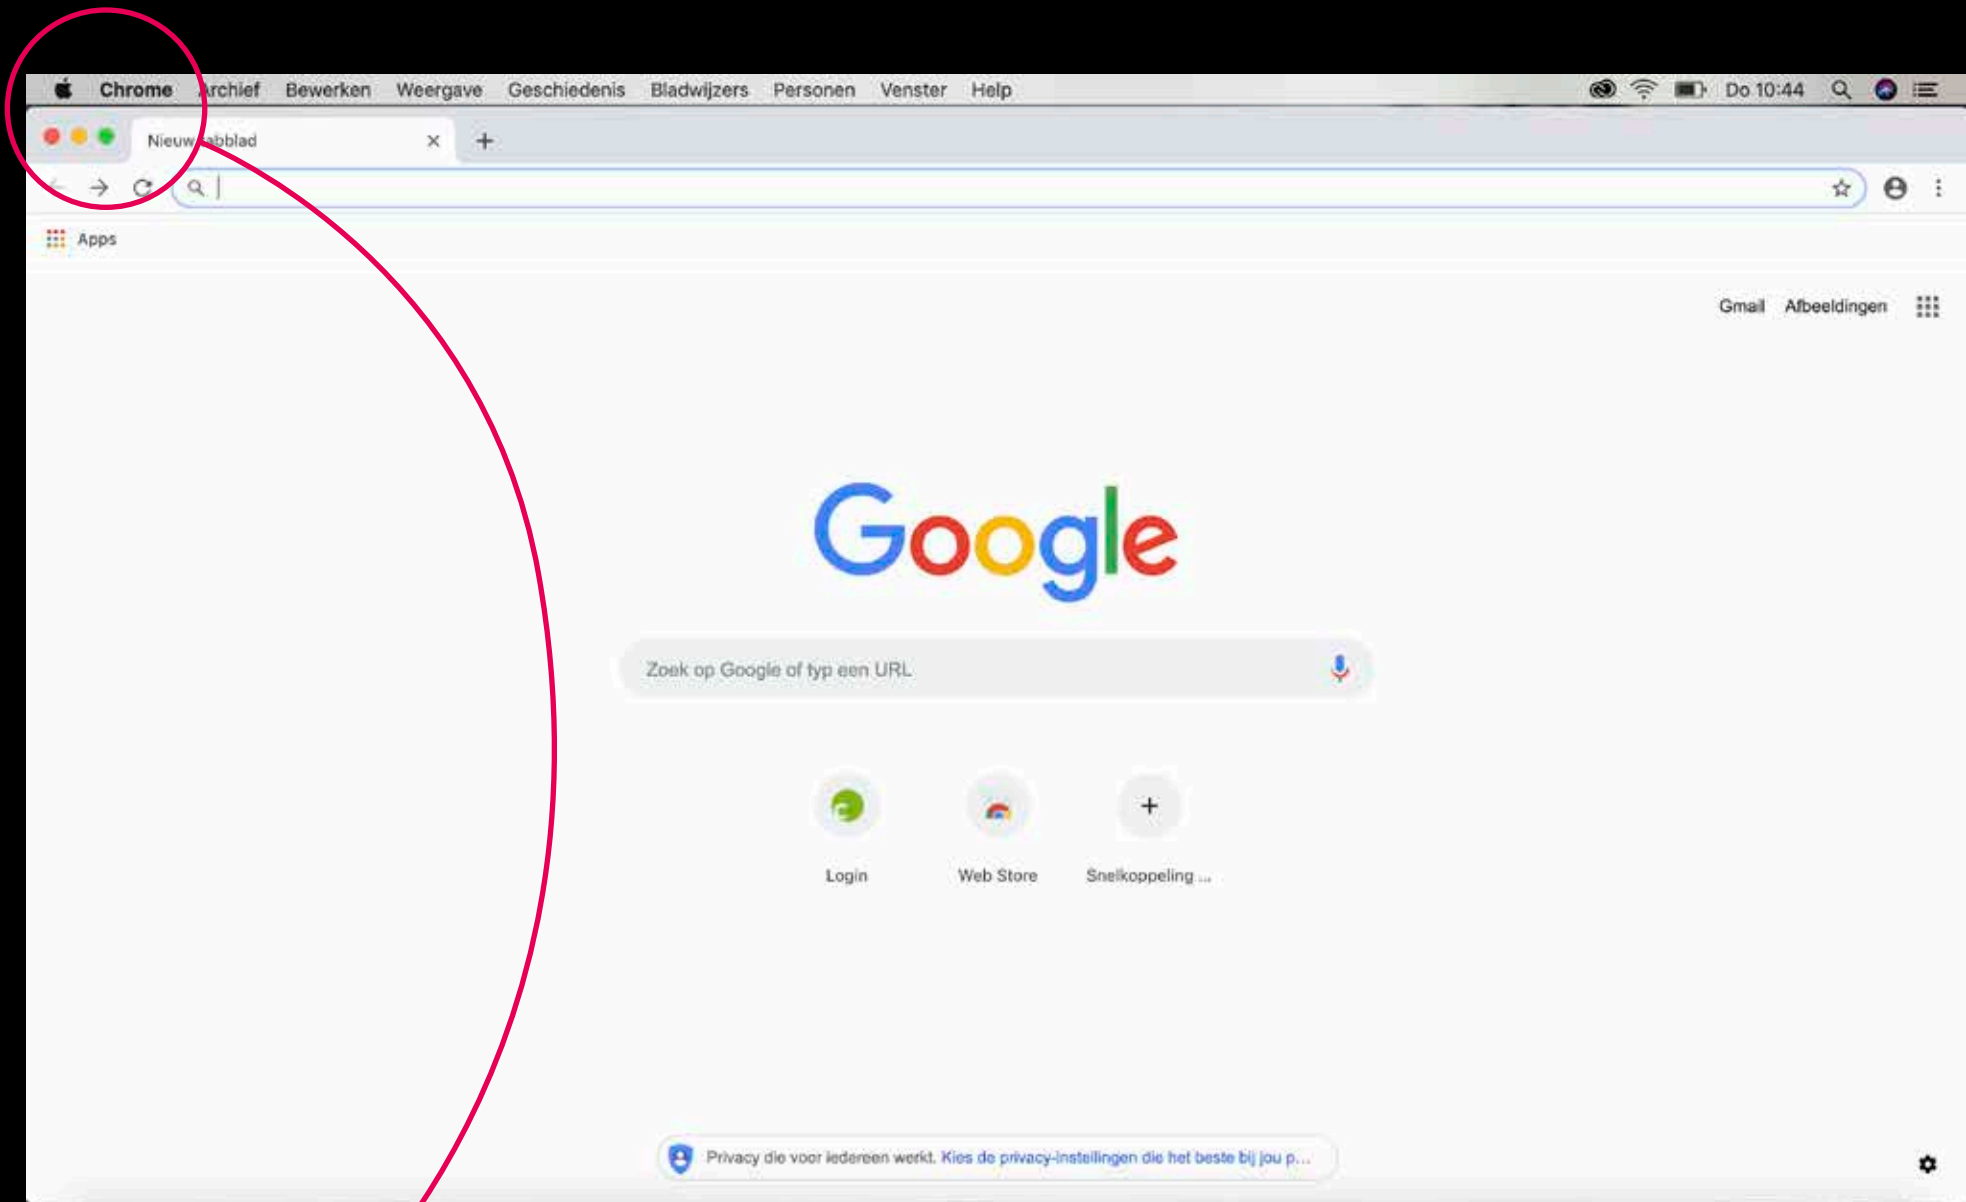 Chrome Archief Bewerken Weergave Geschiedenis Bladwijzers Personen Venster Help Do 10:44
Nieuw tabblad
Apps
Gmail Afbeeldingen
Google
Zoek op Google of typ een URL
Login Web Store Snelkoppeling ...
Privacy die voor iedereen werkt. Kies de privacy-instellingen die het beste bij jou p...